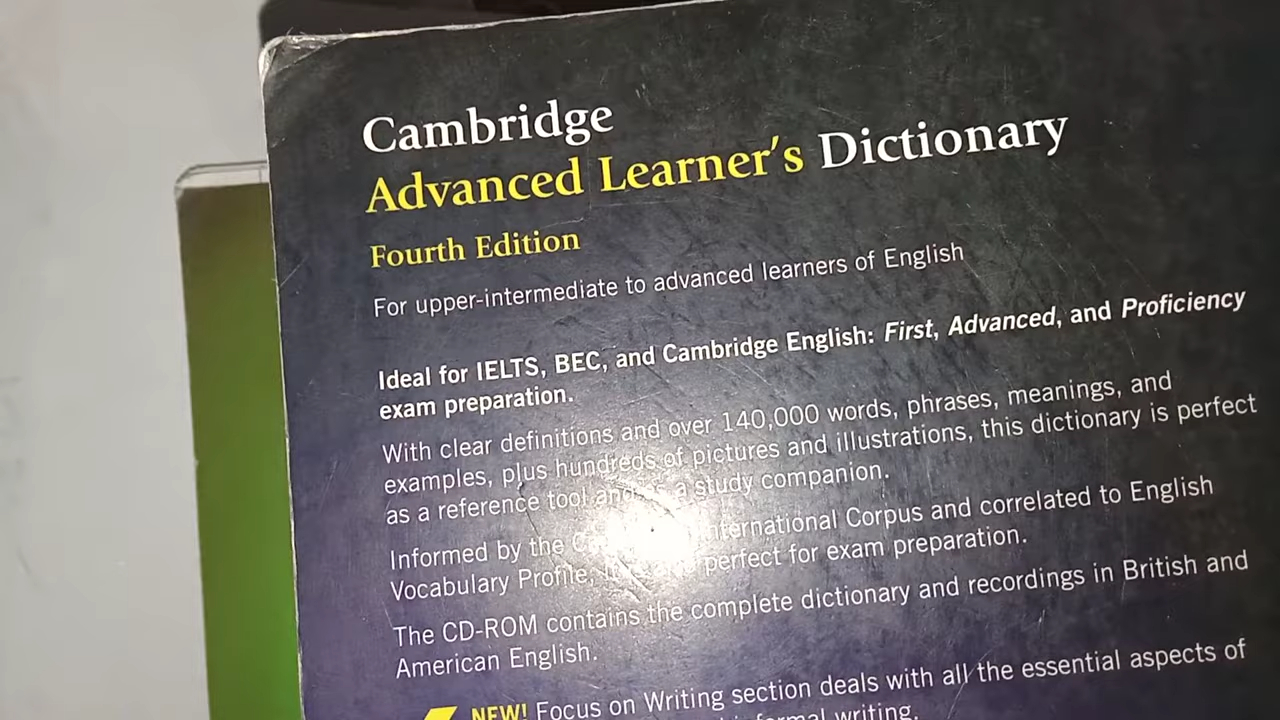 Cambridge
Advanced Learner's Dictionary
Fourth Edition
For upper-intermediate to advanced learners of English
Ideal for IELTS, BEC, and Cambridge English: First, Advanced, and Proficiency
exam preparation.
With clear definitions and over 140,000 words, phrases, meanings, and
examples, plus hundreds of pictures and illustrations, this dictionary is perfect
as a reference tool and a study companion.
Informed by the International Corpus and correlated to English
Vocabulary Profile, perfect for exam preparation.
The CD-ROM contains the complete dictionary and recordings in British and
American English.
NEW! Focus on Writing section deals with all the essential aspects of
writing.